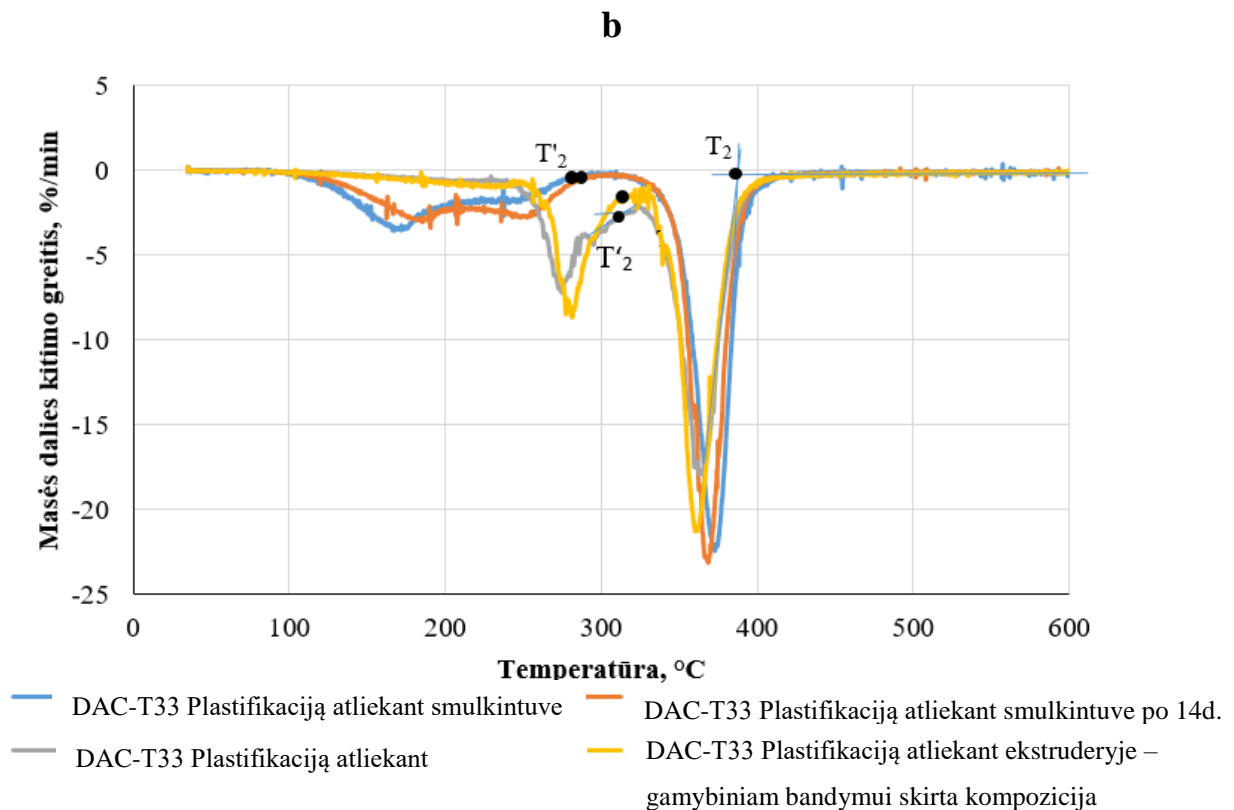 b
5
0
-5
-10
-15
-20
-25
Masės dalies kitimo greitis, %/min
T'2
T2
T‘2
0 100 200 300 400 500 600
Temperatūra, °C
DAC-T33 Plastifikaciją atliekant smulkintuve
DAC-T33 Plastifikaciją atliekant smulkintuve po 14d.
DAC-T33 Plastifikaciją atliekant
DAC-T33 Plastifikaciją atliekant ekstruderyje –
gamybiniam bandymui skirta kompozicija